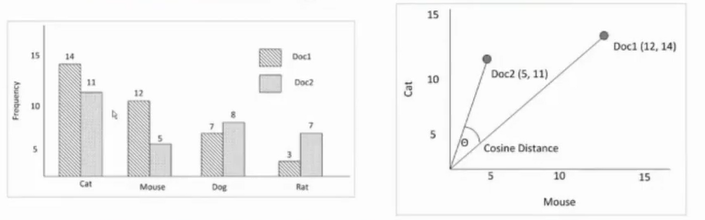 Frequency
15
10
5
14
11
12
5
7
8
3
7
Doc1
Doc2
Cat
Mouse
Dog
Rat
Cat
15
10
5
Doc1 (12, 14)
Doc2 (5, 11)
Θ
Cosine Distance
5
10
15
Mouse